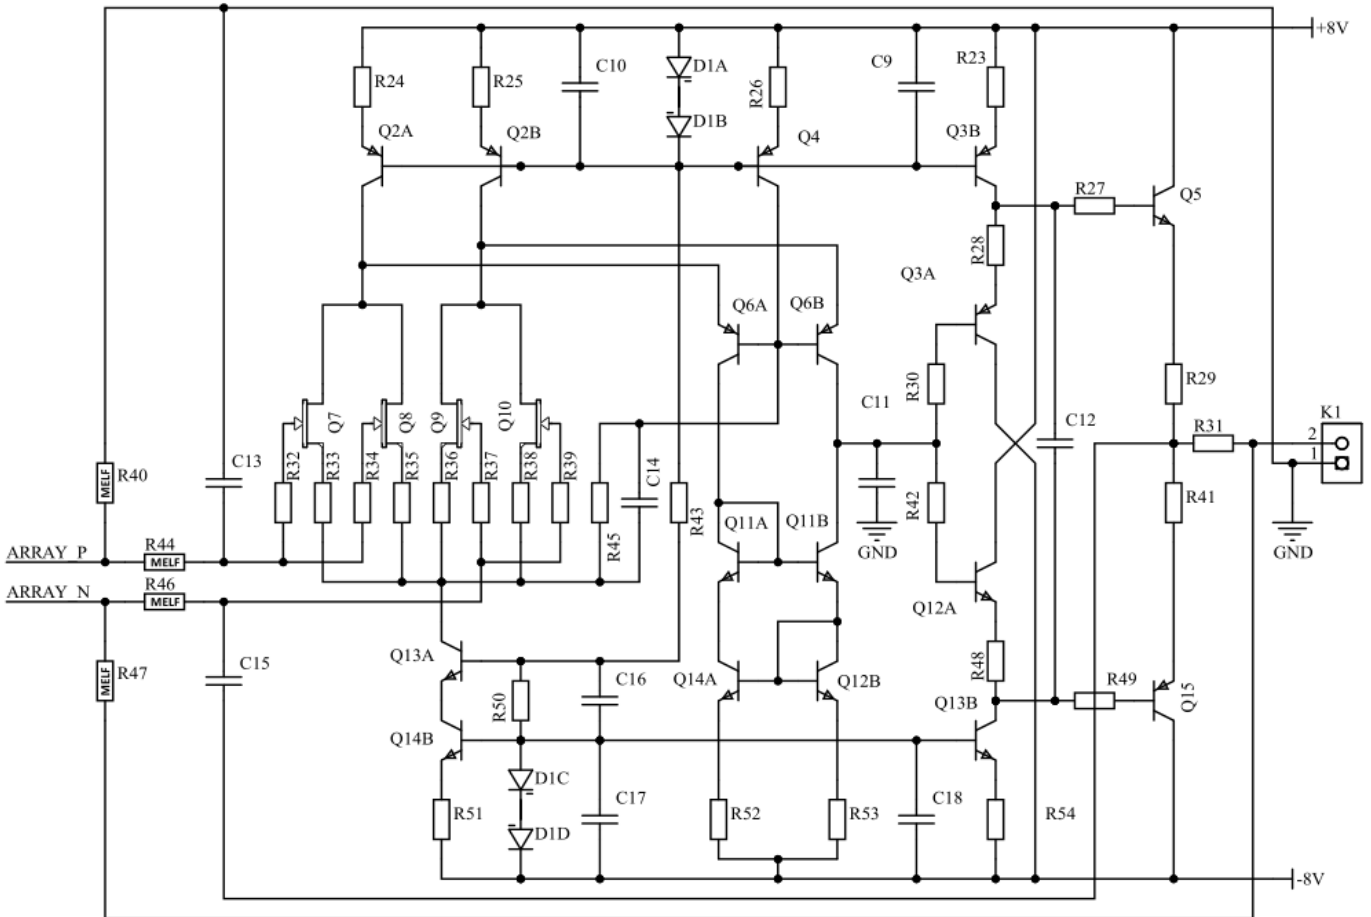 +8V
R24
R25
C10
D1A
R26
C9
R23
Q2A
Q2B
D1B
Q4
Q3B
R27
Q5
R28
Q3A
Q6A
Q6B
R30
C11
R29
K1
R31
2
1
C12
Q7
Q8
Q9
Q10
C13
R32
R33
R34
R35
R36
R37
R38
R39
R40
MELF
C14
R42
R41
R43
R45
Q11A
Q11B
GND
GND
ARRAY_P
R44
MELF
ARRAY_N
R46
MELF
Q12A
R47
MELF
C15
Q13A
C16
Q14A
Q12B
R48
R49
Q15
R50
Q13B
Q14B
D1C
C17
R51
D1D
R52
R53
C18
R54
-8V